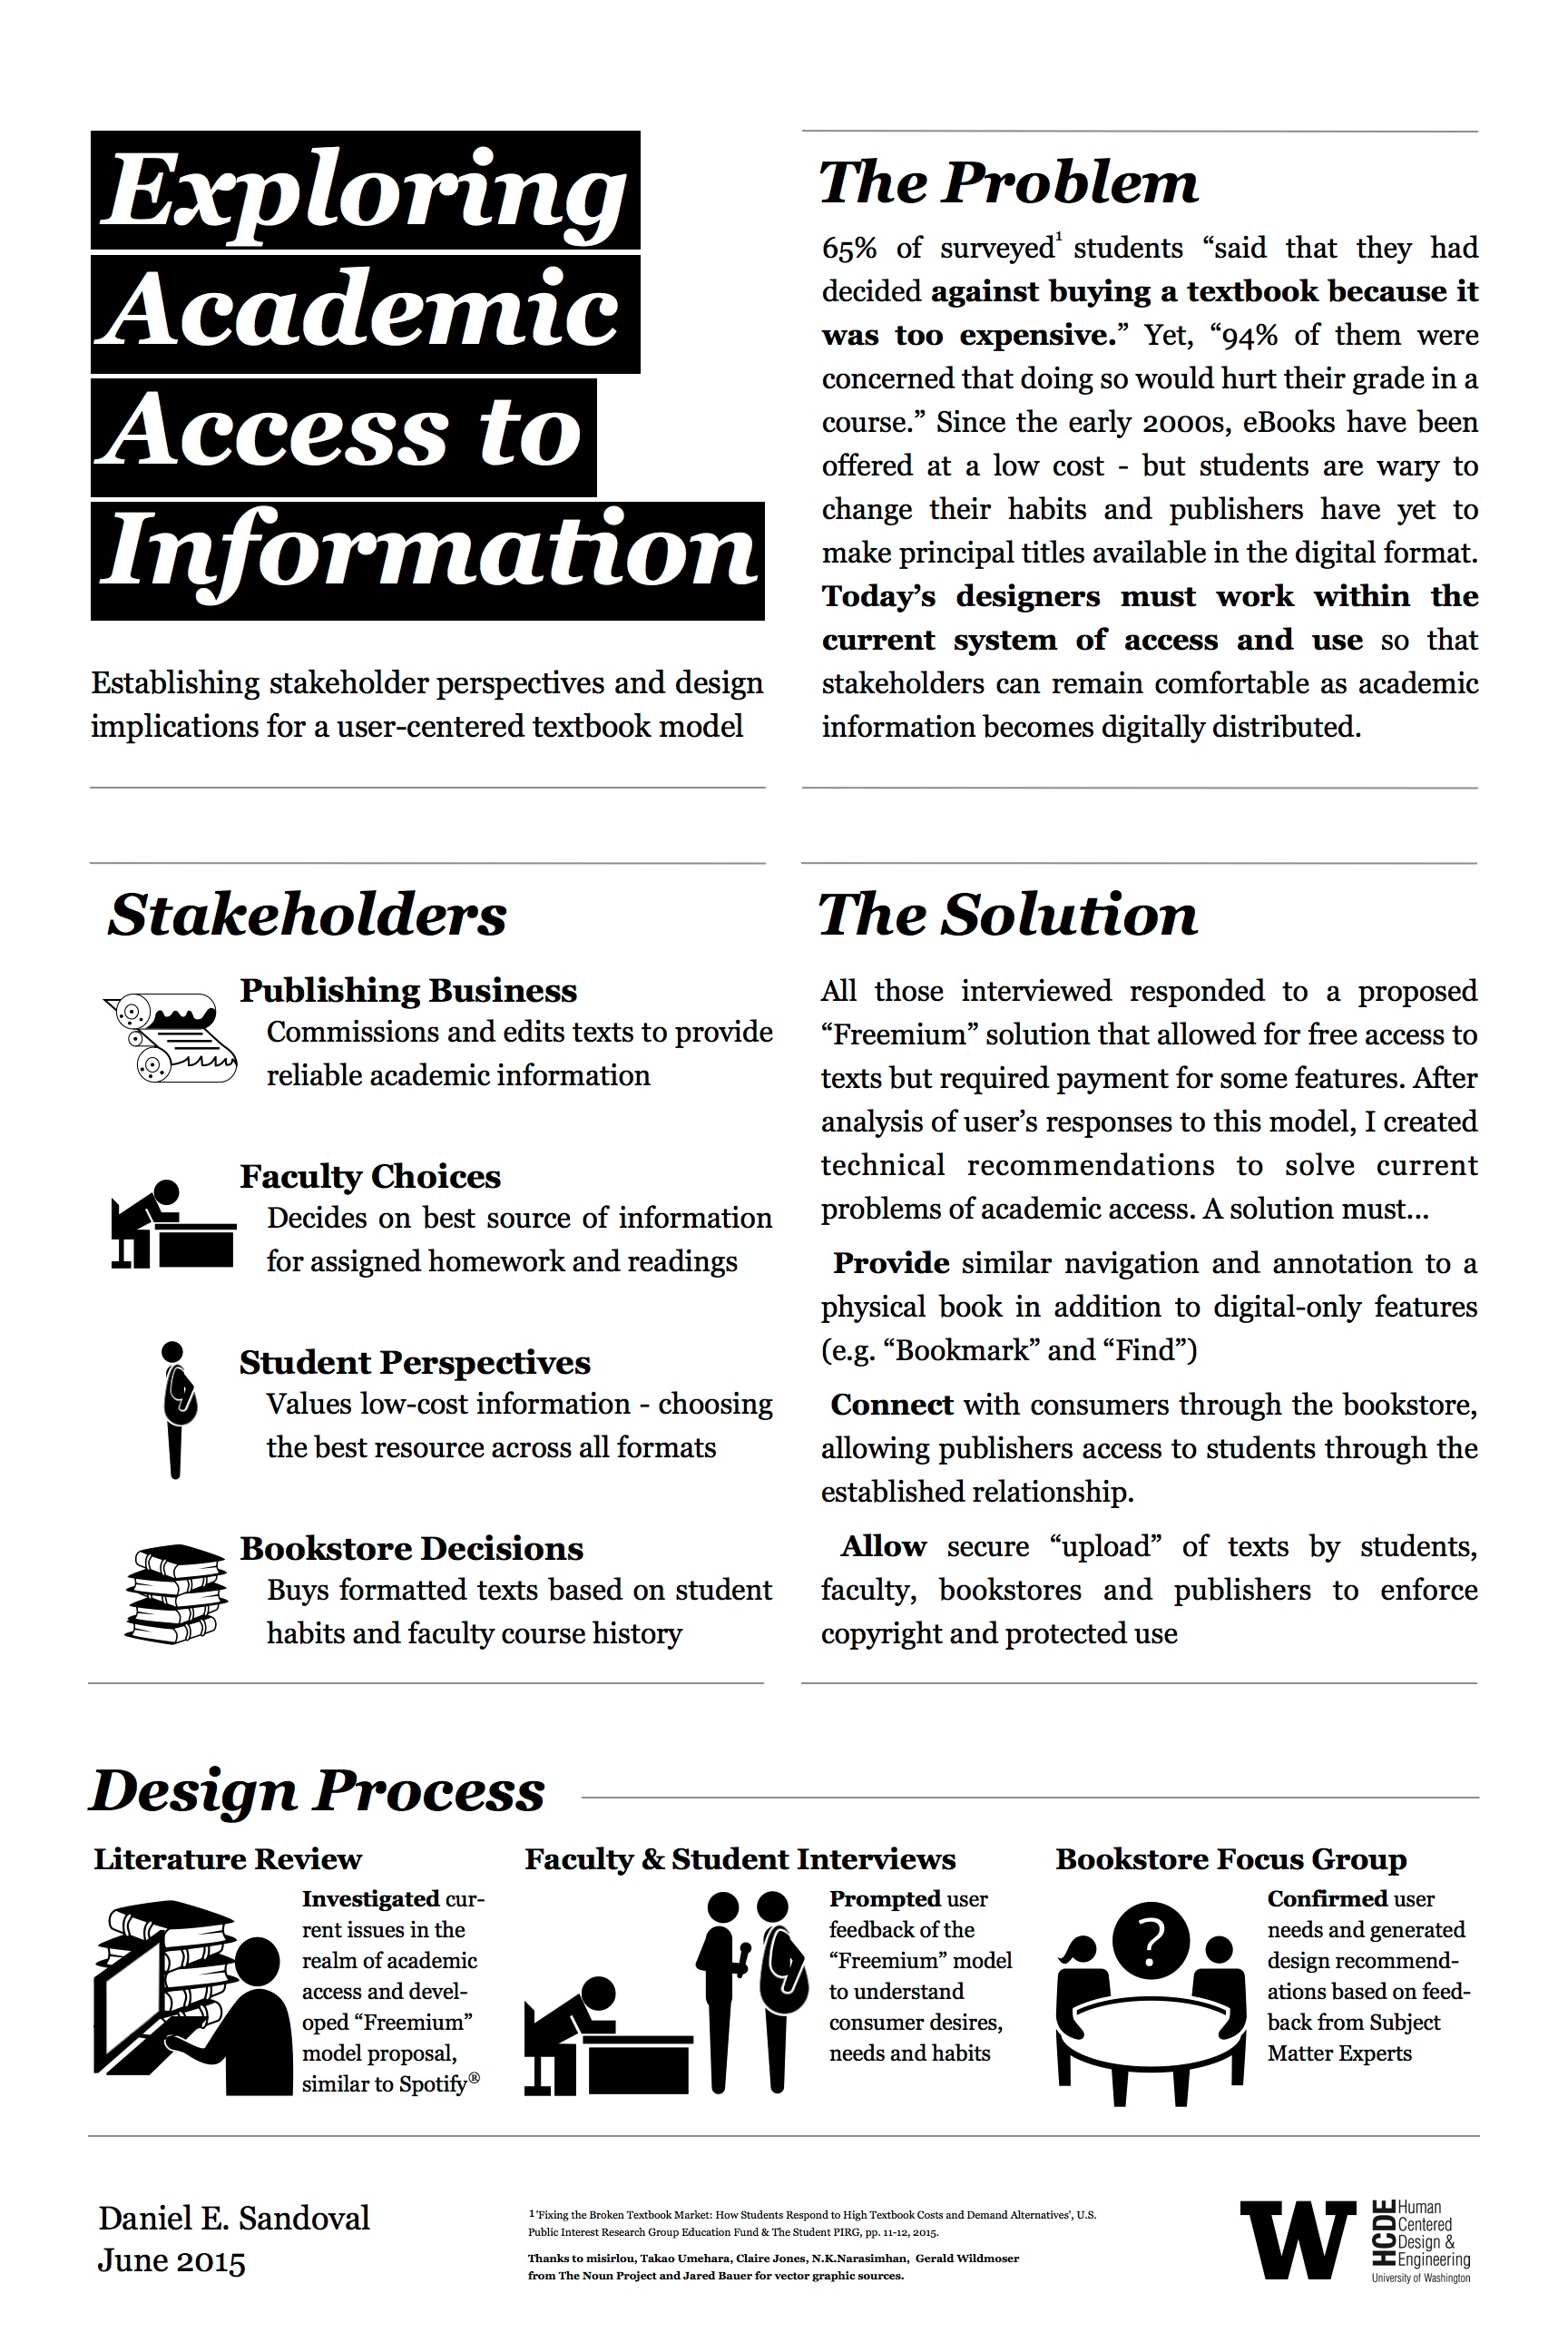 Exploring
Academic
Access to
Information
Establishing stakeholder perspectives and design
implications for a user-centered textbook model
The Problem
65% of surveyed¹ students “said that they had
decided against buying a textbook because it
was too expensive.” Yet, “94% of them were
concerned that doing so would hurt their grade in a
course.” Since the early 2000s, eBooks have been
offered at a low cost - but students are wary to
change their habits and publishers have yet to
make principal titles available in the digital format.
Today’s designers must work within the
current system of access and use so that
stakeholders can remain comfortable as academic
information becomes digitally distributed.
Stakeholders
Publishing Business
Commissions and edits texts to provide
reliable academic information
Faculty Choices
Decides on best source of information
for assigned homework and readings
Student Perspectives
Values low-cost information - choosing
the best resource across all formats
Bookstore Decisions
Buys formatted texts based on student
habits and faculty course history
The Solution
All those interviewed responded to a proposed
“Freemium” solution that allowed for free access to
texts but required payment for some features. After
analysis of user’s responses to this model, I created
technical recommendations to solve current
problems of academic access. A solution must...
Provide similar navigation and annotation to a
physical book in addition to digital-only features
(e.g. “Bookmark” and “Find”)
Connect with consumers through the bookstore,
allowing publishers access to students through the
established relationship.
Allow secure “upload” of texts by students,
faculty, bookstores and publishers to enforce
copyright and protected use
Design Process
Literature Review
Investigated cur-
rent issues in the
realm of academic
access and devel-
oped “Freemium”
model proposal,
similar to Spotify®
Faculty & Student Interviews
Prompted user
feedback of the
“Freemium” model
to understand
consumer desires,
needs and habits
Bookstore Focus Group
?
Confirmed user
needs and generated
design recommend-
ations based on feed-
back from Subject
Matter Experts
Daniel E. Sandoval
June 2015
1 'Fixing the Broken Textbook Market: How Students Respond to High Textbook Costs and Demand Alternatives', U.S.
Public Interest Research Group Education Fund & The Student PIRG, pp. 11-12, 2015.
Thanks to misirlou, Takao Umehara, Claire Jones, N.K.Narasimhan, Gerald Wildmoser
from The Noun Project and Jared Bauer for vector graphic sources.
W
HCDE
Human
Centered
Design &
Engineering
University of Washington